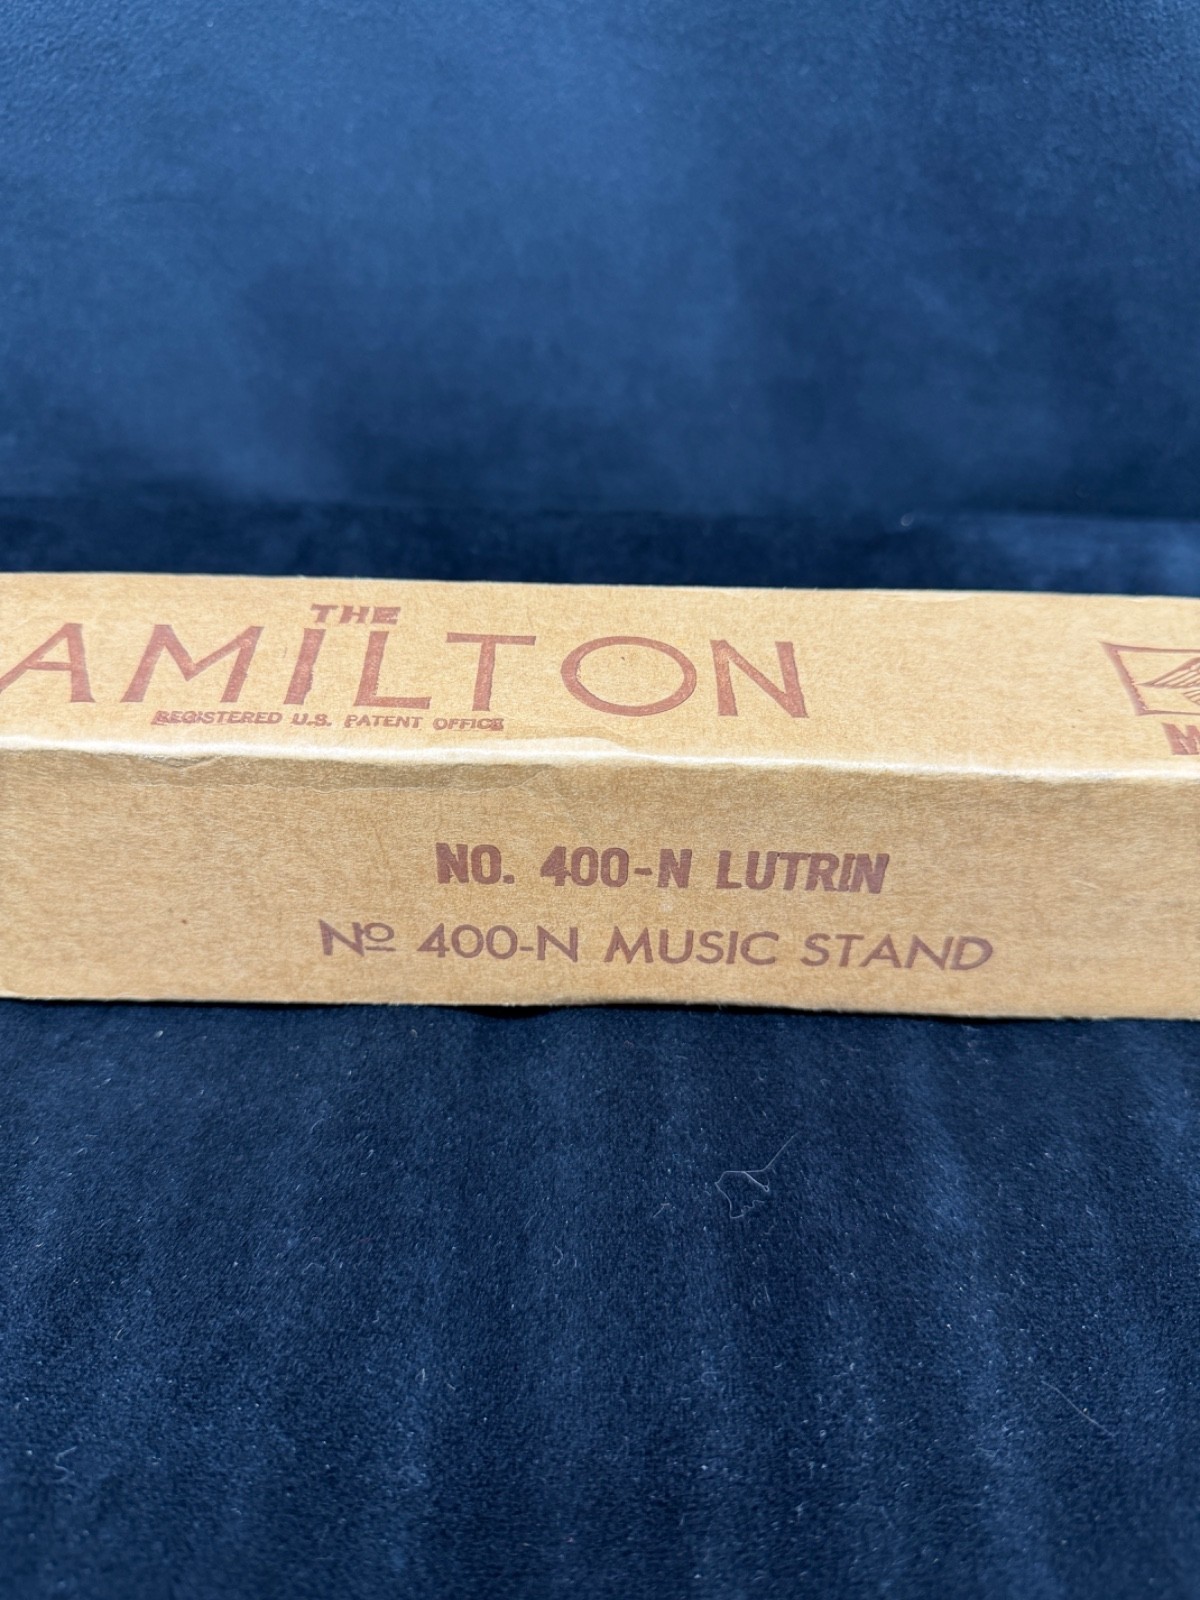 THE
AMILTON
REGISTERED U.S. PATENT OFFICE
NO. 400-N LUTRIN
Nº 400-N MUSIC STAND